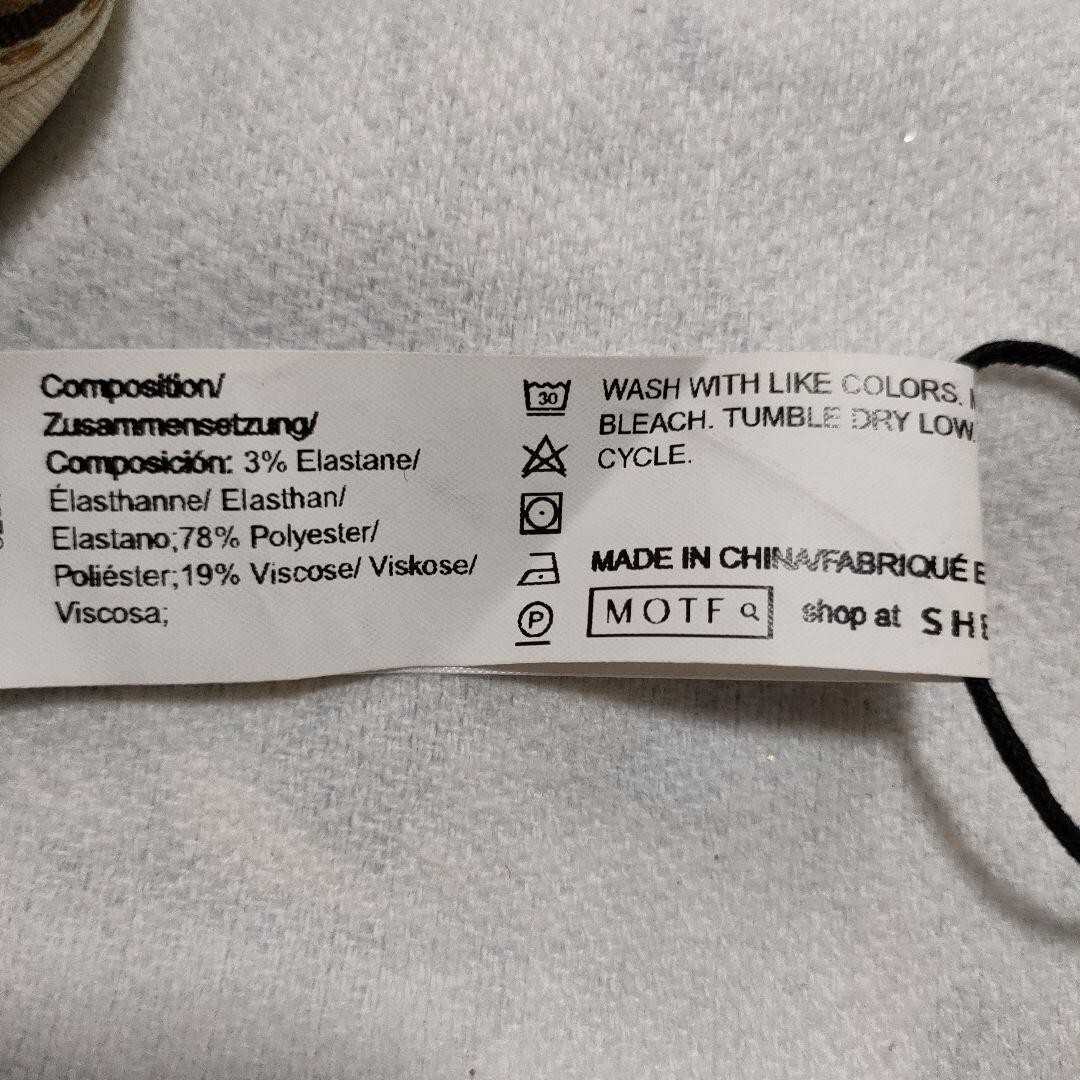 Composition/
Zusammensetzung/
Composición: 3% Elastane/
Élasthanne/ Elasthan/
Elastano;78% Polyester/
Poliéster;19% Viscose/ Viskose/
Viscosa;
30
P
WASH WITH LIKE COLORS.
BLEACH. TUMBLE DRY LOW.
CYCLE.
MADE IN CHINA/FABRIQUÉ
MOTF
shop at SHE